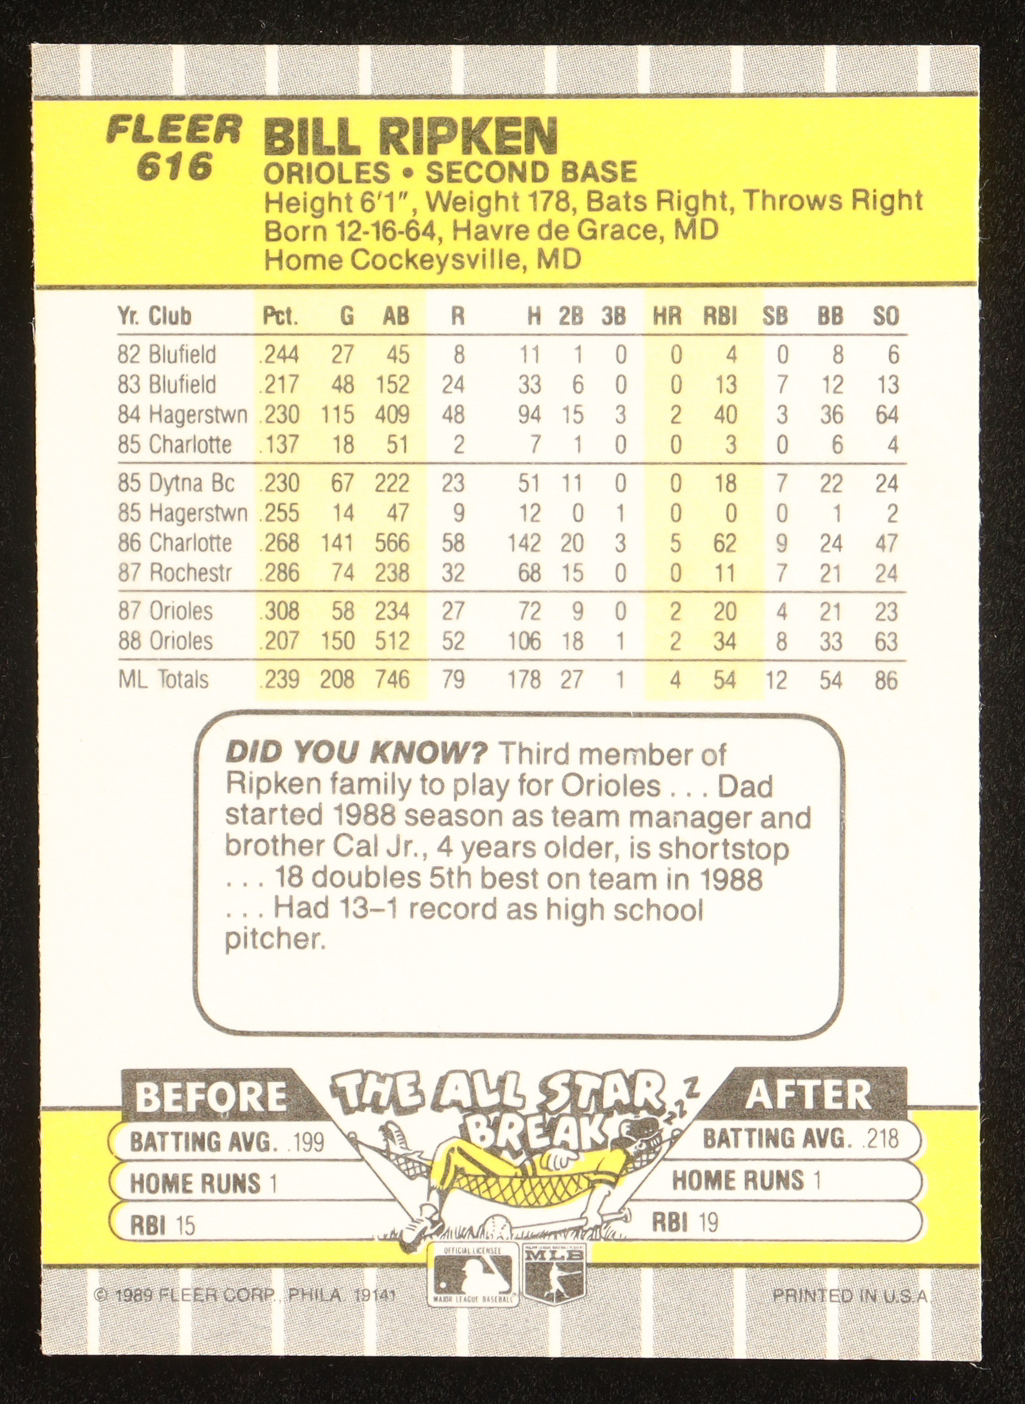 FLEER 616
BILL RIPKEN
ORIOLES • SECOND BASE
Height 6'1", Weight 178, Bats Right, Throws Right
Born 12-16-64, Havre de Grace, MD
Home Cockeysville, MD
Yr. Club Pct. G AB R H 2B 3B HR RBI SB BB SO
82 Blufield .244 27 45 8 11 1 0 0 4 0 8 6
83 Blufield .217 48 152 24 33 6 0 0 13 7 12 13
84 Hagerstwn .230 115 409 48 94 15 3 2 40 3 36 64
85 Charlotte .137 18 51 2 7 1 0 0 3 0 6 4
85 Dytna Bc .230 67 222 23 51 11 0 0 18 7 22 24
85 Hagerstwn .255 14 47 9 12 0 1 0 0 0 1 2
86 Charlotte .268 141 566 58 142 20 3 5 62 9 24 47
87 Rochestr .286 74 238 32 68 15 0 0 11 7 21 24
87 Orioles .308 58 234 27 72 9 0 2 20 4 21 23
88 Orioles .207 150 512 52 106 18 1 2 34 8 33 63
ML Totals .239 208 746 79 178 27 1 4 54 12 54 86
DID YOU KNOW? Third member of
Ripken family to play for Orioles . . . Dad
started 1988 season as team manager and
brother Cal Jr., 4 years older, is shortstop
. . . 18 doubles 5th best on team in 1988
. . . Had 13–1 record as high school
pitcher.
THE ALL STAR
BREAK
zzzz
BEFORE
BATTING AVG. .199
HOME RUNS 1
RBI 15
AFTER
BATTING AVG. .218
HOME RUNS 1
RBI 19
OFFICIAL LICENSEE
MAJOR LEAGUE BASEBALL
MLB
© 1989 FLEER CORP., PHILA. 19141
PRINTED IN U.S.A.